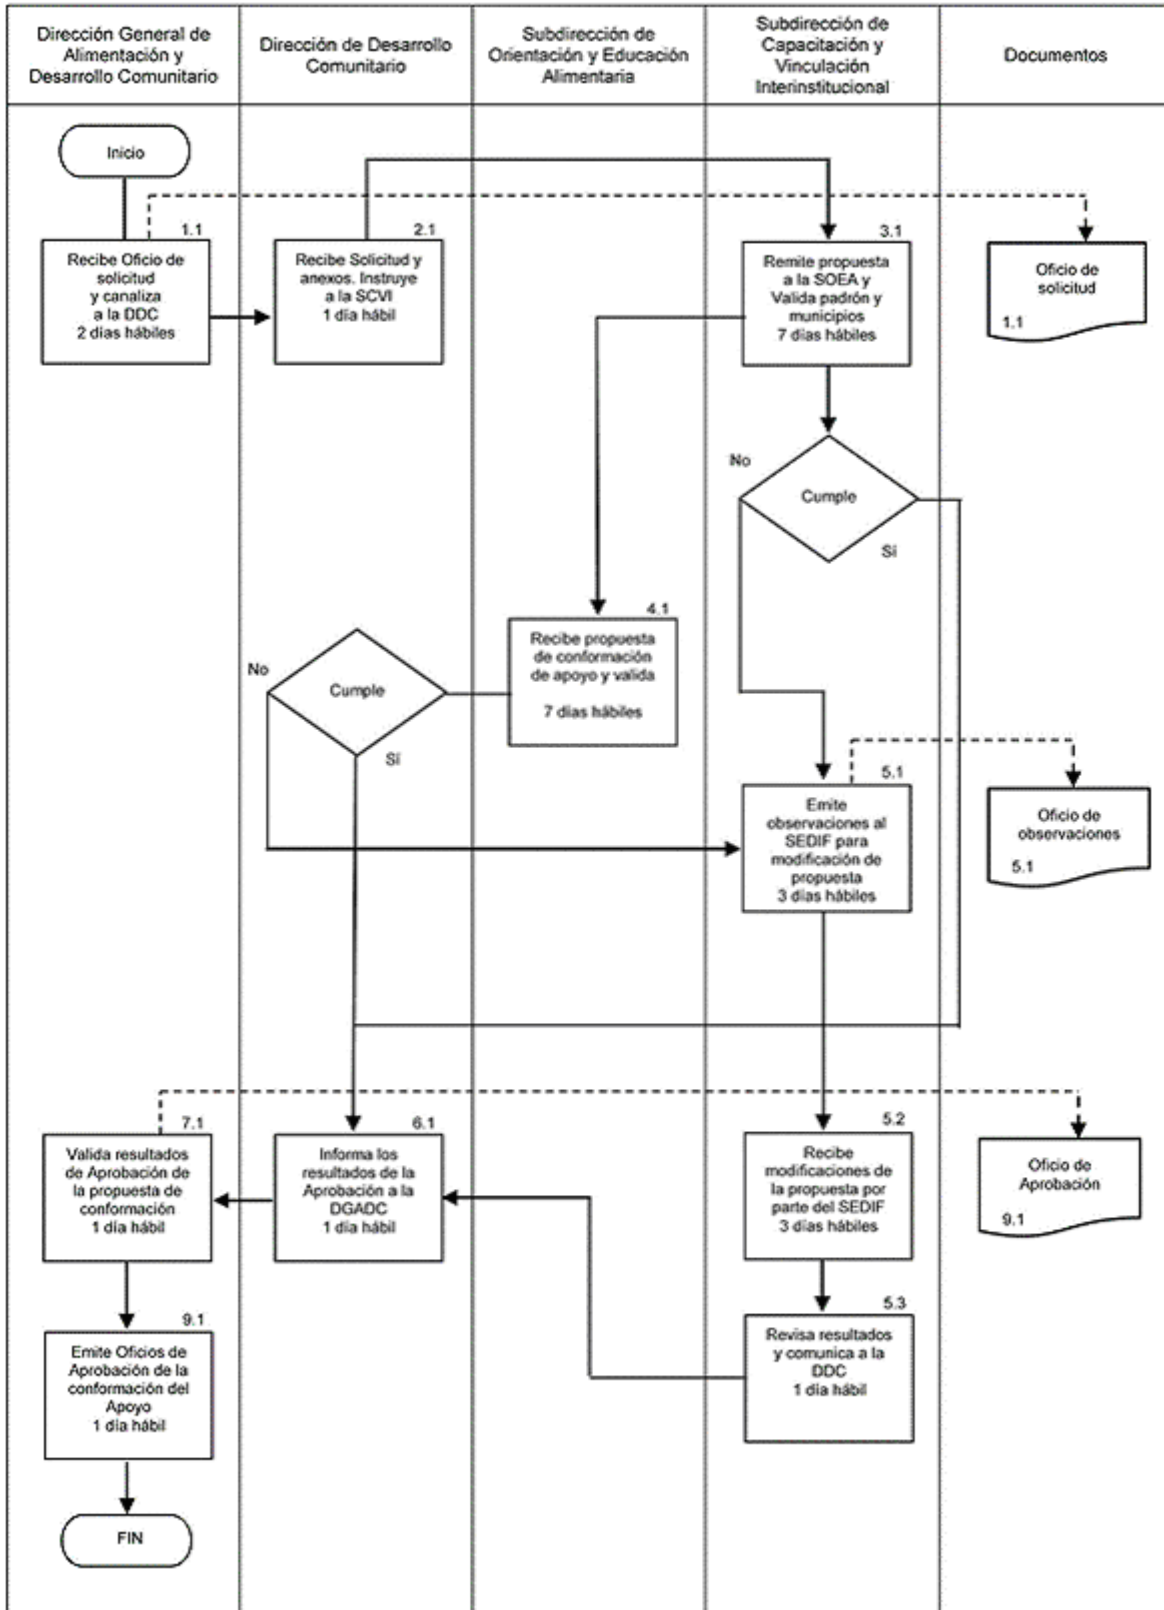 Dirección General de
Alimentación y
Desarrollo Comunitario
Dirección de Desarrollo
Comunitario
Subdirección de
Orientación y Educación
Alimentaria
Subdirección de
Capacitación y
Vinculación
Interinstitucional
Documentos
Inicio
1.1
Recibe Oficio de
solicitud
y canaliza
a la DDC
2 días hábiles
2.1
Recibe Solicitud y
anexos. Instruye
a la SCVI
1 día hábil
3.1
Remite propuesta
a la SOEA y
Valida padrón y
municipios
7 días hábiles
Oficio de
solicitud
1.1
No
Cumple
Sí
4.1
Recibe propuesta
de conformación
de apoyo y valida
7 días hábiles
No
Cumple
Sí
5.1
Emite
observaciones al
SEDIF para
modificación de
propuesta
3 días hábiles
Oficio de
observaciones
5.1
7.1
Valida resultados
de Aprobación de
la propuesta de
conformación
1 día hábil
6.1
Informa los
resultados de la
Aprobación a la
DGADC
1 día hábil
5.2
Recibe
modificaciones de
la propuesta por
parte del SEDIF
3 días hábiles
Oficio de
Aprobación
9.1
9.1
Emite Oficios de
Aprobación de la
conformación del
Apoyo
1 día hábil
5.3
Revisa resultados
y comunica a la
DDC
1 día hábil
FIN